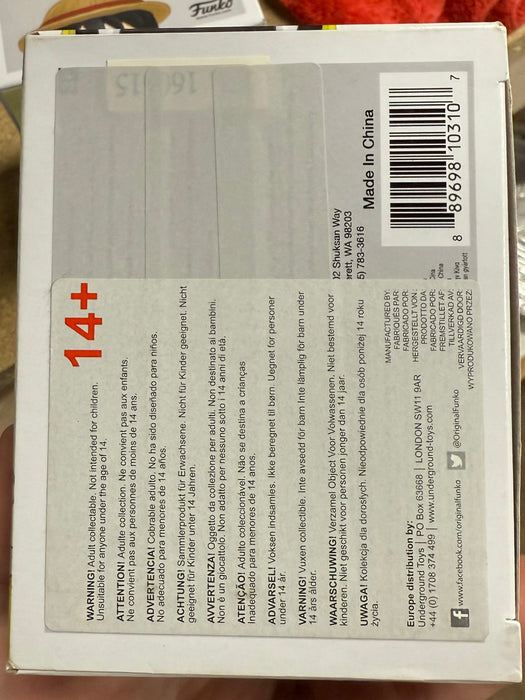 Funko
160315
14+
WARNING! Adult collectable. Not intended for children.
Unsuitable for anyone under the age of 14.
ATTENTION! Adulte collection. Ne convient pas aux enfants.
Ne convient pas aux personnes de moins de 14 ans.
ADVERTENCIA! Cobrable adulto. No ha sido diseñado para niños.
No adecuado para menores de 14 años.
ACHTUNG! Sammlerprodukt für Erwachsene. Nicht für Kinder geeignet. Nicht
geeignet für Kinder unter 14 Jahren.
AVVERTENZA! Oggetto da collezione per adulti. Non destinato ai bambini.
Non è un giocattolo. Non adatto per nessuno sotto i 14 anni di età.
ATENÇÃO! Adulto coleccionável. Não se destina a crianças
Inadequado para menores de 14 anos.
ADVARSEL! Voksen indsamles. Ikke beregnet til børn. Uegnet for personer
under 14 år.
VARNING! Vuxen collectible. Inte avsedd för barn Inte lämplig för barn under
14 års ålder.
WAARSCHUWING! Verzamel Object Voor Volwassenen. Niet bestemd voor
kinderen. Niet geschikt voor personen jonger dan 14 jaar.
UWAGA! Kolekcja dla dorosłych. Nieodpowiednie dla osób poniżej 14 roku
życia.
Europe distribution by:
Underground Toys | PO Box 63668 | LONDON SW11 9AR
+44 (0) 1708 374 499 | www.underground-toys.com
www.facebook.com/originalfunko @OriginalFunko
MANUFACTURED BY:
FABRIQUÉS PAR:
FABRICADO POR:
HERGESTELLT VON:
PRODOTTO DA
FABRICADO POR:
FREMSTILLET AF:
TILLVERKAD AV:
VERVAARDIGD DOOR:
WYPRODUKOWANO PRZEZ:
2 Shuksan Way
rett, WA 98203
5) 783-3616
Made In China
8 89698 10310 7
China